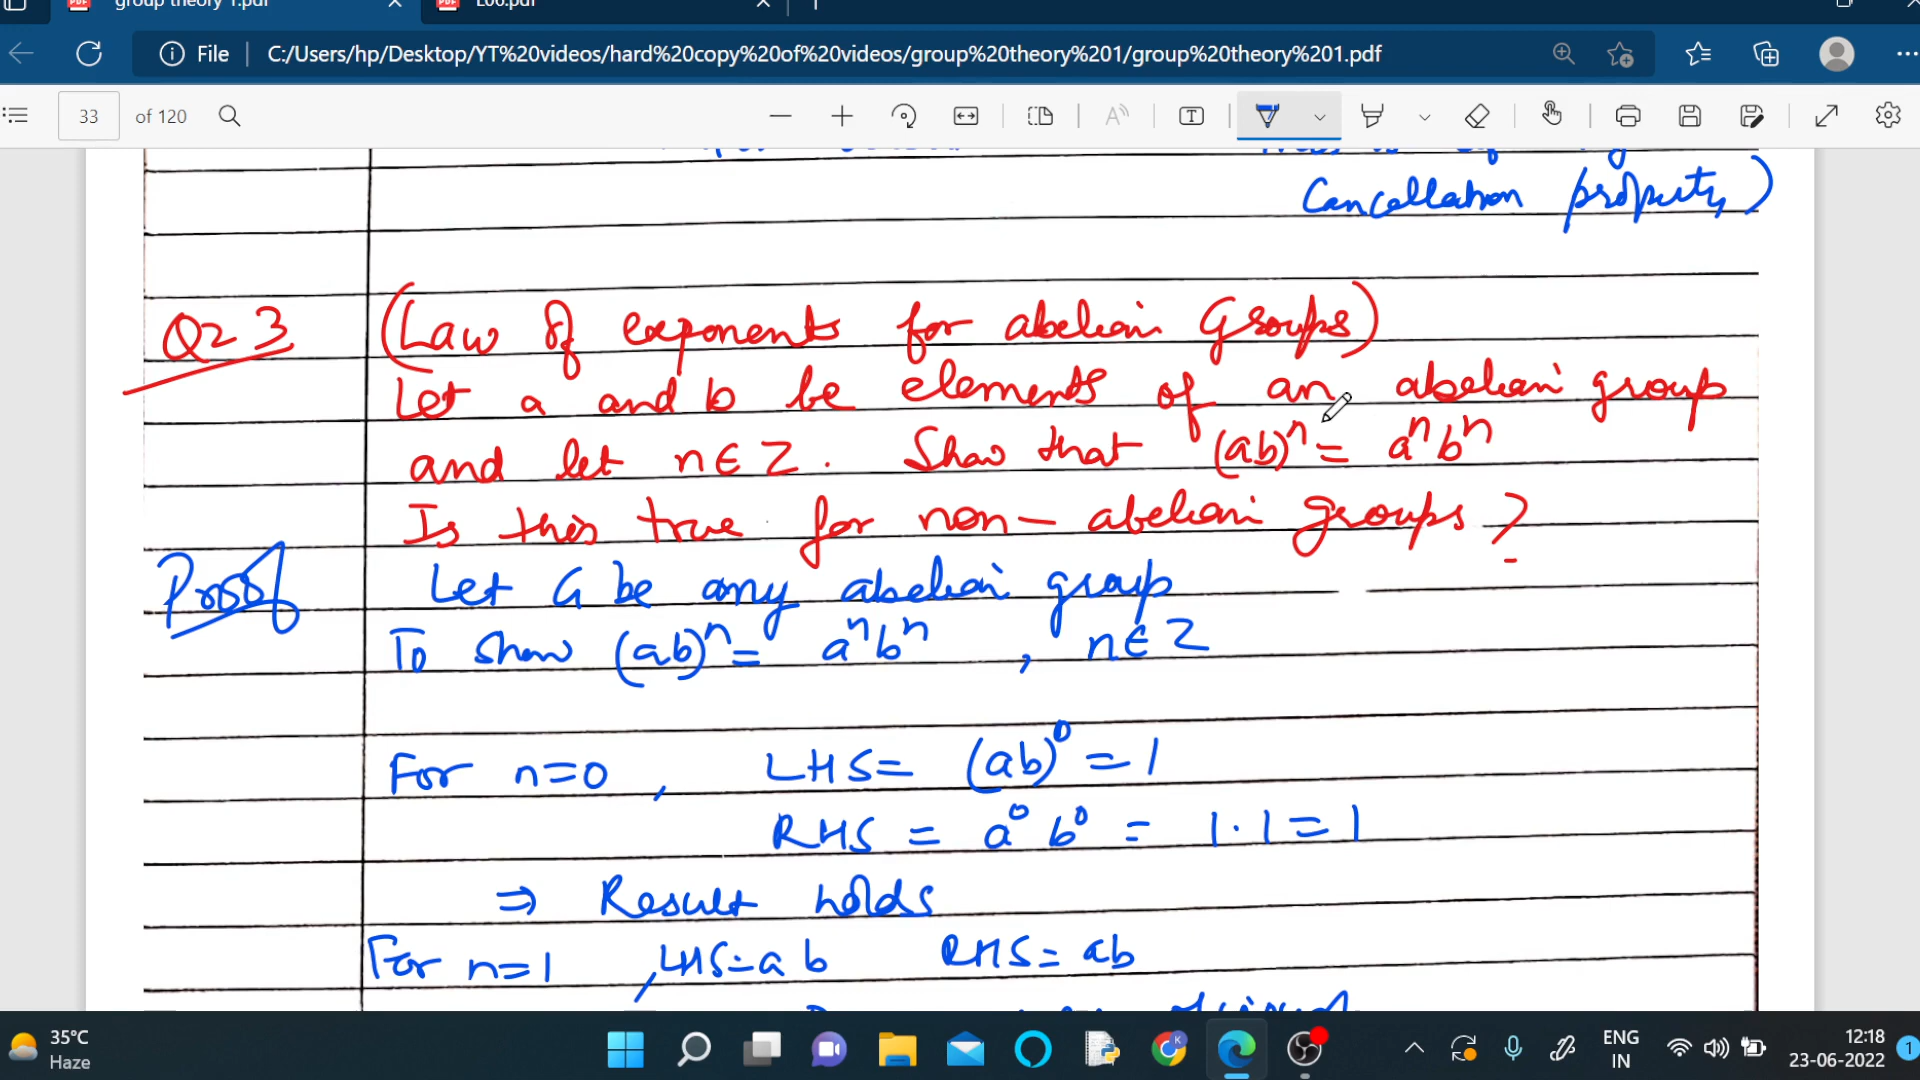 group theory 1.pdf
L06.pdf
File
C:/Users/hp/Desktop/YT%20videos/hard%20copy%20of%20videos/group%20theory%201/group%20theory%201.pdf
33 of 120
Cancellation property)
Q23 (Law of exponents for abelian Groups)
Let a and b be elements of an abelian group
and let n∈Z. Show that (ab)ⁿ = aⁿbⁿ
Is this true for non-abelian groups?
Proof Let G be any abelian group
To show (ab)ⁿ = aⁿbⁿ, n∈Z
For n=0, LHS = (ab)⁰ = 1
RHS = a⁰ b⁰ = 1·1=1
⇒ Result holds
For n=1, LHS=ab RHS=ab
35°C
Haze
ENG
IN
12:18
23-06-2022
1